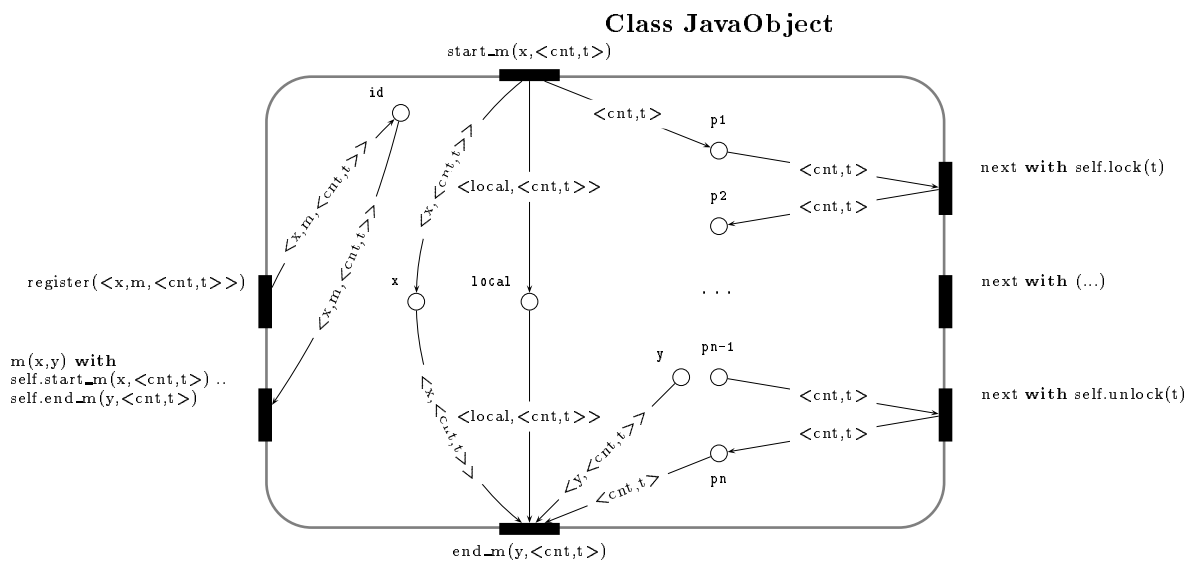 Class JavaObject
start_m(x,<cnt,t>)
id
<cnt,t>
p1
<x,m,<cnt,t>>
<x,<cnt,t>>
<cnt,t>
next with self.lock(t)
<local,<cnt,t>>
p2
<cnt,t>
<x,m,<cnt,t>>
register(<x,m,<cnt,t>>)
x
local
...
next with (...)
m(x,y) with
self.start_m(x,<cnt,t>) ..
self.end_m(y,<cnt,t>)
y
pn-1
<cnt,t>
next with self.unlock(t)
<x,<cnt,t>>
<local,<cnt,t>>
<y,<cnt,t>>
<cnt,t>
<cnt,t>
pn
end_m(y,<cnt,t>)